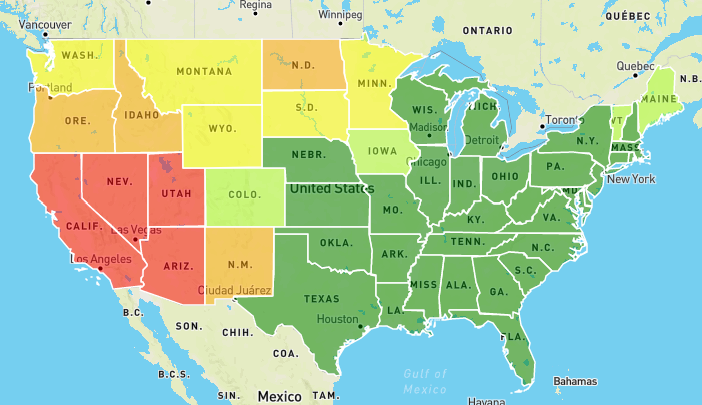 Regina
Winnipeg
Vancouver
ONTARIO
QUÉBEC
WASH.
MONTANA
N.D.
MINN.
Quebec
N.B.
Portland
ORE.
IDAHO
WYO.
S.D.
WIS.
MICH.
MAINE
VT.
Toronto
N.Y.
MASS
Madison
Detroit
IOWA
Chicago
NEBR.
ILL.
IND.
OHIO
PA.
New York
NEV.
UTAH
COLO.
United States
MO.
KY.
VA.
MD.
CALIF.
Las Vegas
Los Angeles
ARIZ.
N.M.
OKLA.
ARK.
TENN.
N.C.
S.C.
MISS
ALA.
GA.
Ciudad Juárez
TEXAS
LA.
Houston
FLA.
B.C.
SON.
CHIH.
COA.
B.C.S.
SIN.
Mexico
TAM.
Gulf of
Mexico
Bahamas
Havana